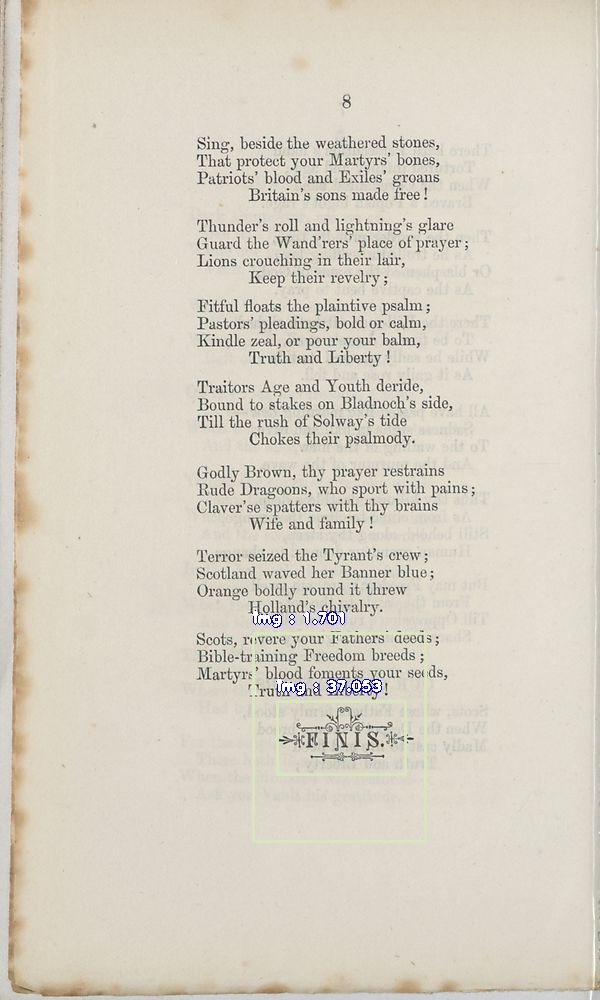 8
Sing, beside the weathered stones,
That protect your Martyrs' bones,
Patriots' blood and Exiles' groans
Britain's sons made free!
Thunder's roll and lightning's glare
Guard the Wand'rers' place of prayer;
Lions crouching in their lair,
Keep their revelry;
Fitful floats the plaintive psalm;
Pastors' pleadings, bold or calm,
Kindle zeal, or pour your balm,
Truth and Liberty!
Traitors Age and Youth deride,
Bound to stakes on Bladnoch's side,
Till the rush of Solway's tide
Chokes their psalmody.
Godly Brown, thy prayer restrains
Rude Dragoons, who sport with pains;
Claver'se spatters with thy brains
Wife and family!
Terror seized the Tyrant's crew;
Scotland waved her Banner blue;
Orange boldly round it threw
Holland's chivalry.
img : 1.701
Scots, revere your Fathers' deeds;
Bible-training Freedom breeds;
Martyrs' blood foments your seeds,
Truth and Liberty!
img : 37.053
FINIS.